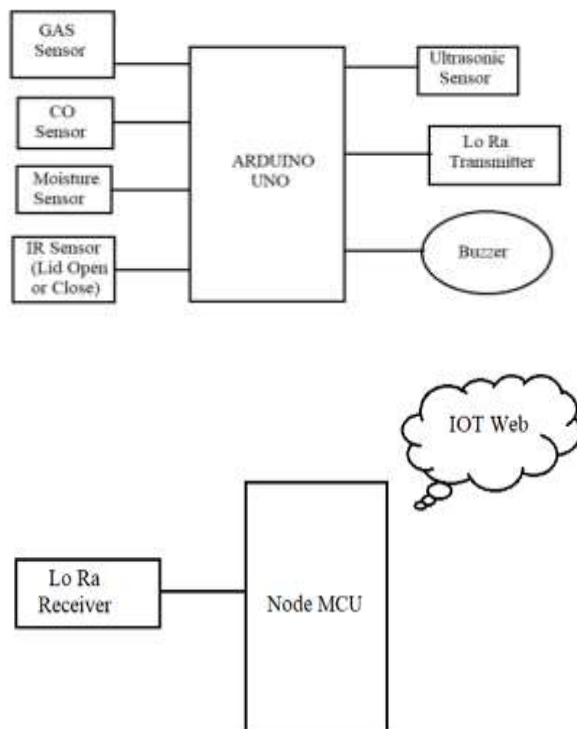 GAS
Sensor
CO
Sensor
Moisture
Sensor
IR Sensor
(Lid Open
or Close)
ARDUINO
UNO
Ultrasonic
Sensor
Lo Ra
Transmitter
Buzzer
IOT Web
Lo Ra
Receiver
Node MCU